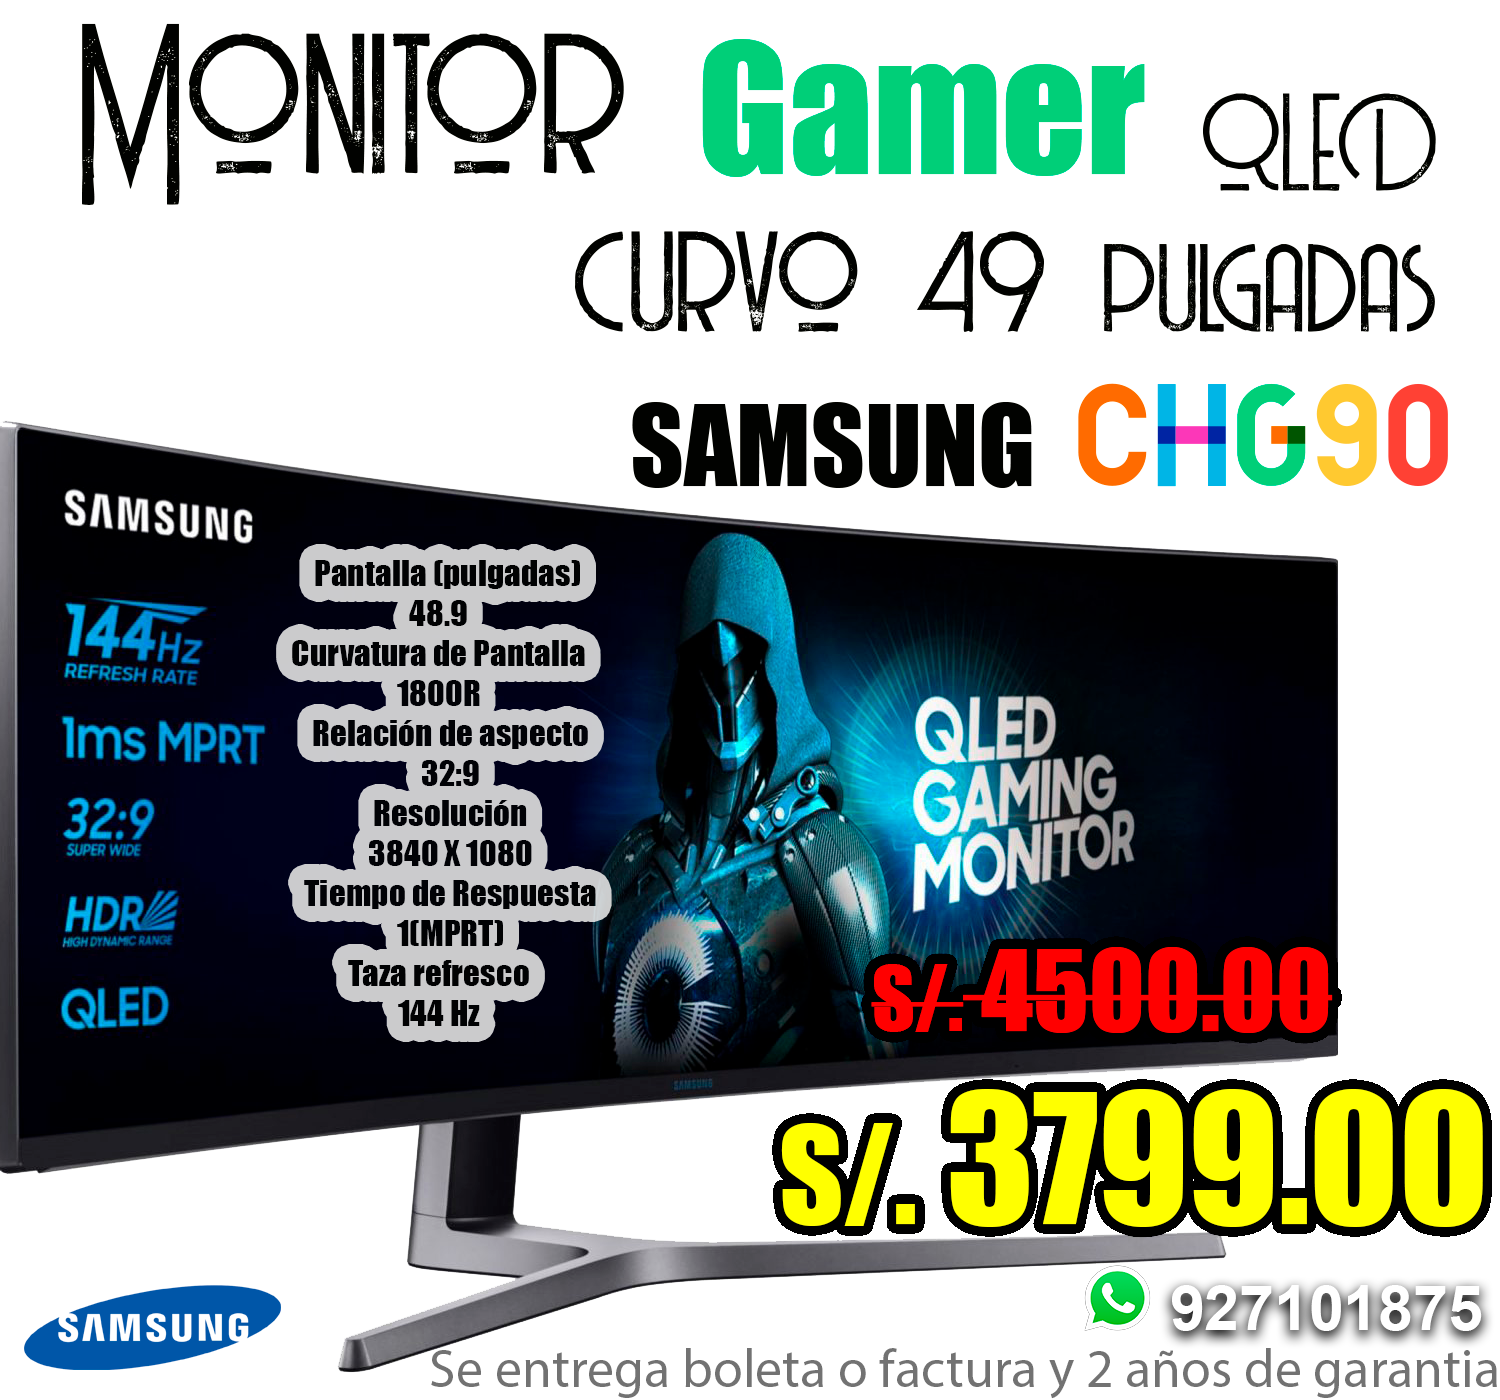 MONITOR Gamer QLED
CURVO 49 PULGADAS
SAMSUNG CHG90
SAMSUNG
144Hz
REFRESH RATE
1ms MPRT
32:9
SUPER WIDE
HDR
HIGH DYNAMIC RANGE
QLED
Pantalla (pulgadas)
48.9
Curvatura de Pantalla
1800R
Relación de aspecto
32:9
Resolución
3840 X 1080
Tiempo de Respuesta
1(MPRT)
Taza refresco
144 Hz
QLED
GAMING
MONITOR
S/. 4500.00
SAMSUNG
S/. 3799.00
927101875
SAMSUNG
Se entrega boleta o factura y 2 años de garantia